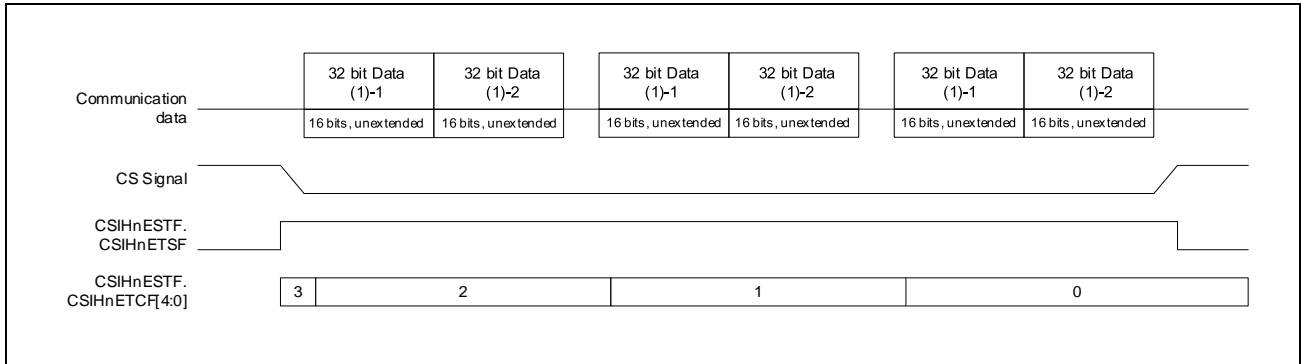 32 bit Data
(1)-1
32 bit Data
(1)-2
32 bit Data
(1)-1
32 bit Data
(1)-2
32 bit Data
(1)-1
32 bit Data
(1)-2
Communication
data
16 bits, unextended
16 bits, unextended
16 bits, unextended
16 bits, unextended
16 bits, unextended
16 bits, unextended
CS Signal
CSIHnESTF.
CSIHnETSF
CSIHnESTF.
CSIHnETCF[4:0]
3
2
1
0